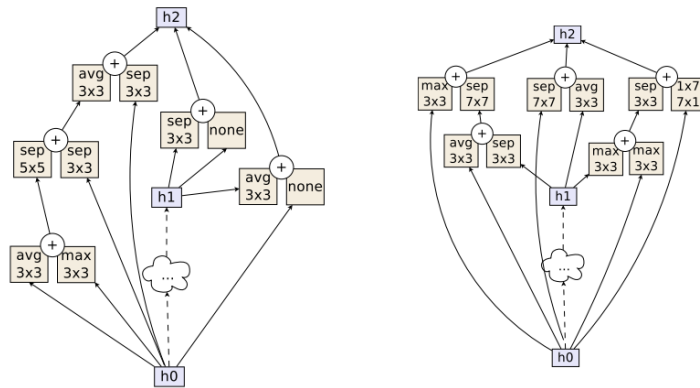 h2
avg
3x3
sep
3x3
+
sep
3x3
none
+
sep
5x5
sep
3x3
+
avg
3x3
none
+
h1
avg
3x3
max
3x3
+
...
h0
h2
max
3x3
sep
7x7
+
sep
7x7
avg
3x3
+
sep
3x3
1x7
7x1
+
avg
3x3
sep
3x3
+
max
3x3
max
3x3
+
h1
...
h0